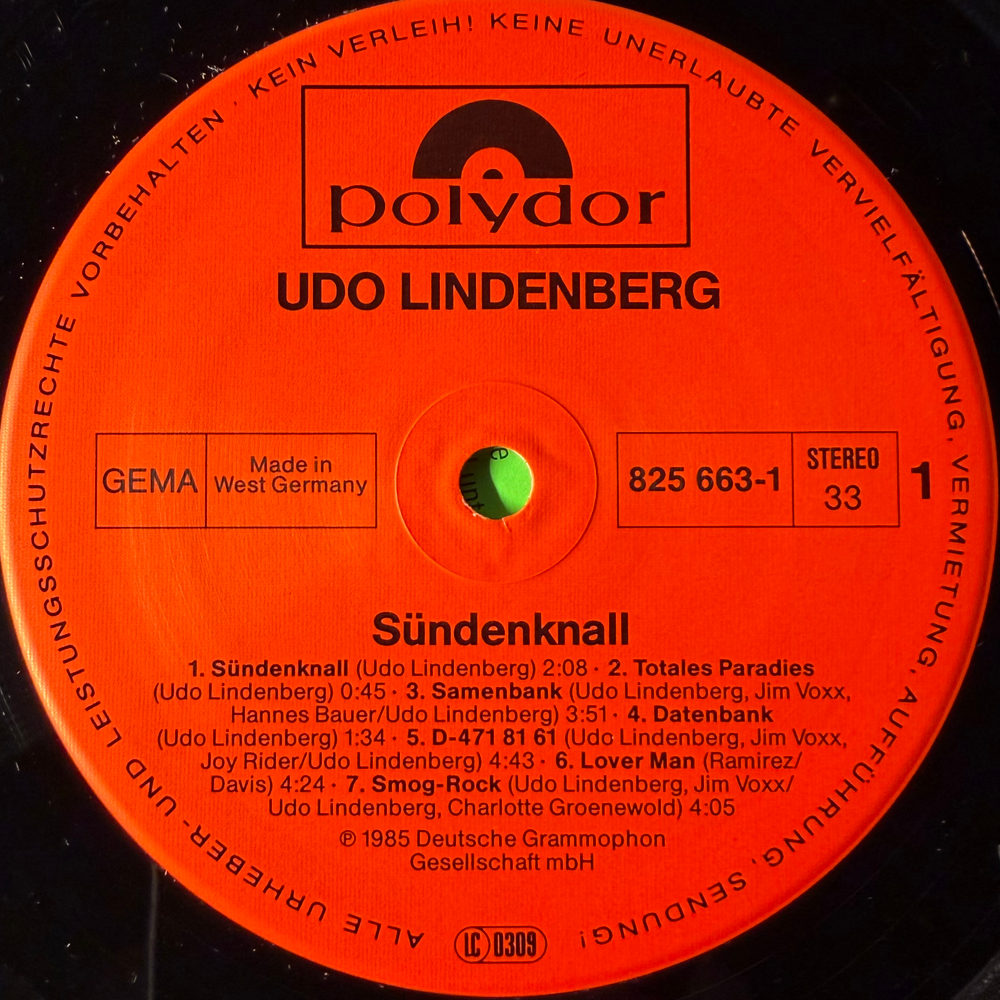 ALLE URHEBER- UND LEISTUNGSSCHUTZRECHTE VORBEHALTEN · KEIN VERLEIH! KEINE UNERLAUBTE VERVIELFÄLTIGUNG, VERMIETUNG, AUFFÜHRUNG, SENDUNG!
polydor
UDO LINDENBERG
GEMA
Made in
West Germany
825 663-1
STEREO
33
1
Sündenknall
1. Sündenknall (Udo Lindenberg) 2:08 · 2. Totales Paradies
(Udo Lindenberg) 0:45 · 3. Samenbank (Udo Lindenberg, Jim Voxx,
Hannes Bauer/Udo Lindenberg) 3:51 · 4. Datenbank
(Udo Lindenberg) 1:34 · 5. D-471 81 61 (Udo Lindenberg, Jim Voxx,
Joy Rider/Udo Lindenberg) 4:43 · 6. Lover Man (Ramirez/
Davis) 4:24 · 7. Smog-Rock (Udo Lindenberg, Jim Voxx/
Udo Lindenberg, Charlotte Groenewold) 4:05
℗ 1985 Deutsche Grammophon
Gesellschaft mbH
LC 0309